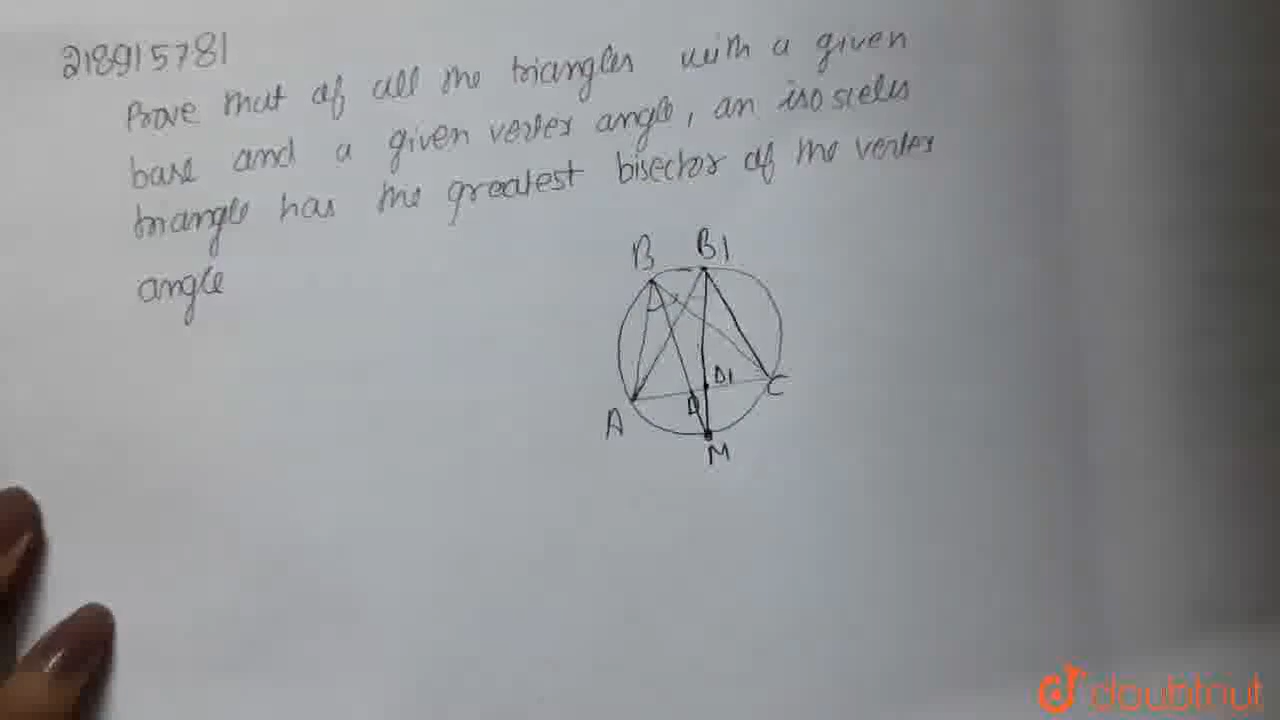 218915781
Prove that of all the triangles with a given
base and a given vertex angle, an isosceles
triangle has the greatest bisector of the vertex
angle
B B1
D1
A D C
M
doubtnut